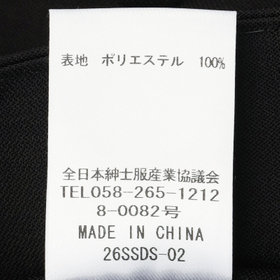 表地 ポリエステル 100%
全日本紳士服産業協議会
TEL058-265-1212
8-0082号
MADE IN CHINA
26SSDS-02